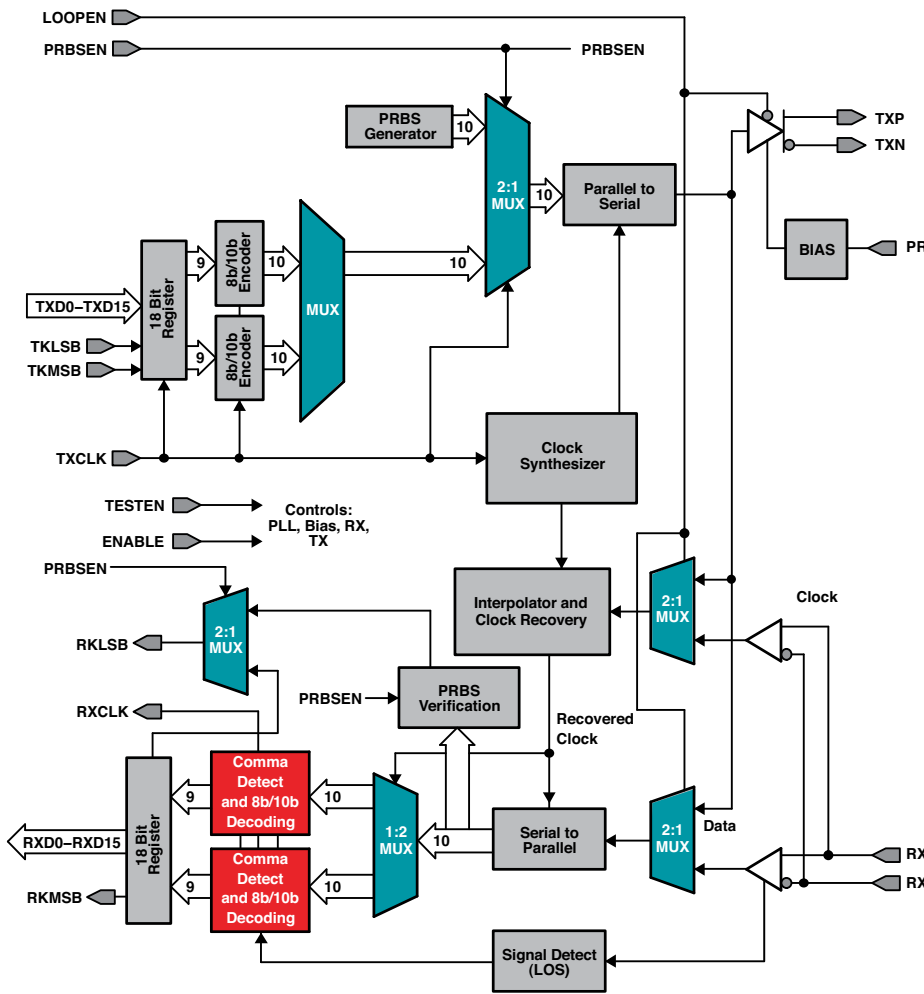 LOOPEN
PRBSEN
PRBSEN
PRBS
Generator
10
2:1
MUX
10
Parallel to
Serial
TXP
TXN
BIAS
PR
TXD0–TXD15
TKLSB
TKMSB
18 Bit
Register
9
9
8b/10b
Encoder
8b/10b
Encoder
10
10
MUX
10
TXCLK
Clock
Synthesizer
TESTEN
ENABLE
Controls:
PLL, Bias, RX,
TX
PRBSEN
2:1
MUX
RKLSB
Interpolator and
Clock Recovery
2:1
MUX
Clock
PRBSEN
PRBS
Verification
RXCLK
Recovered
Clock
Comma
Detect
and 8b/10b
Decoding
9
10
18 Bit
Register
RXD0–RXD15
RKMSB
Comma
Detect
and 8b/10b
Decoding
9
10
1:2
MUX
10
Serial to
Parallel
2:1
MUX
Data
RX
RX
Signal Detect
(LOS)